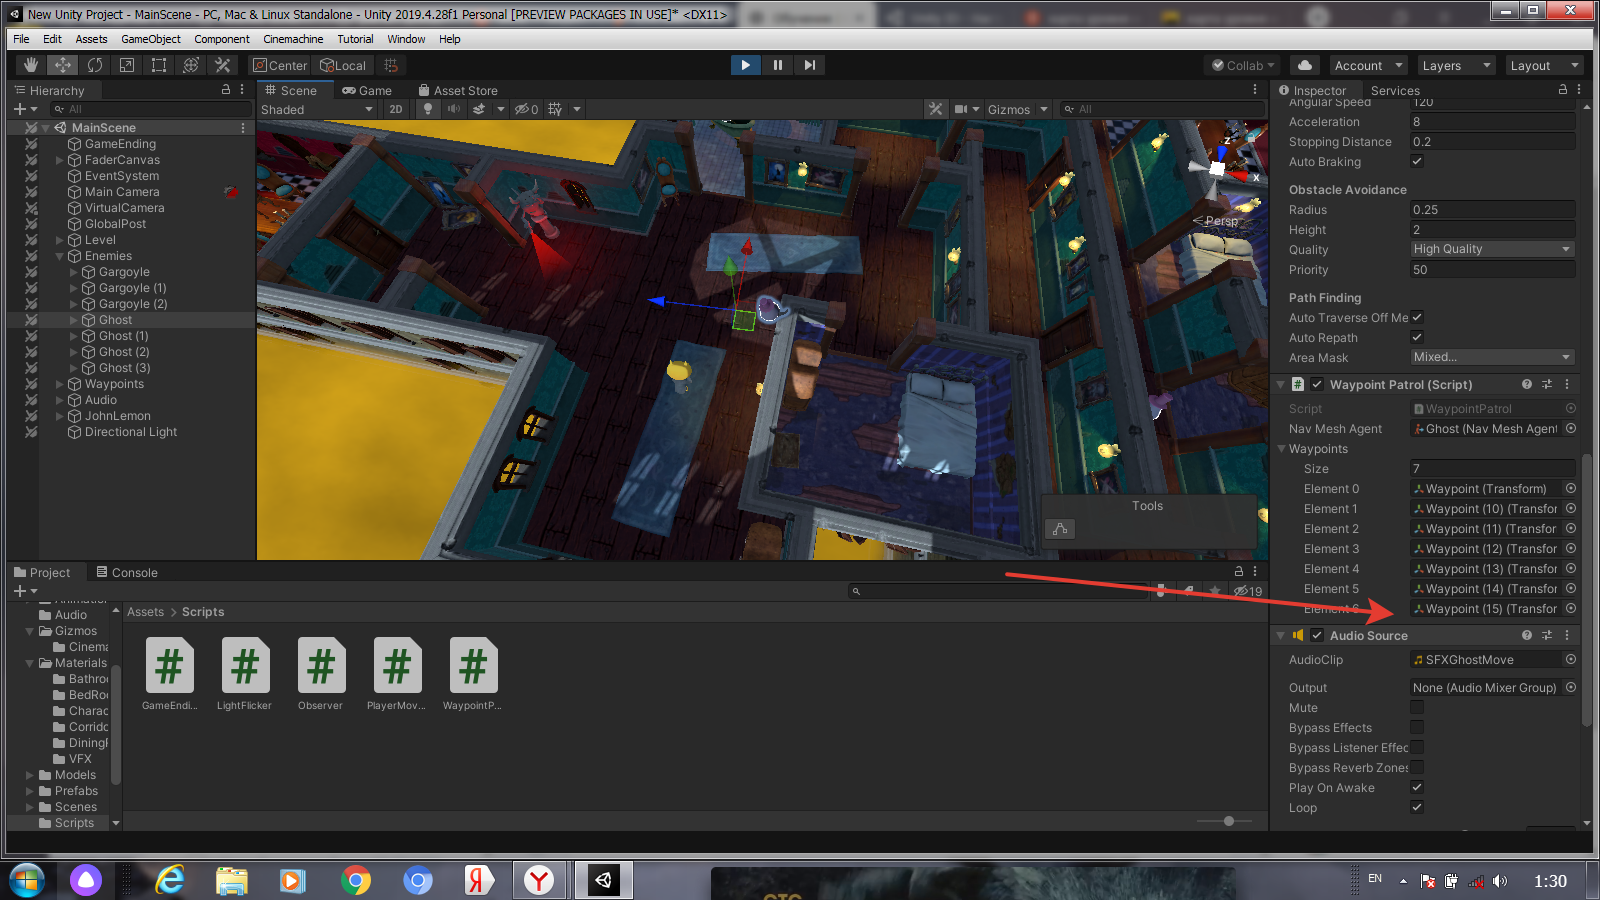 New Unity Project - MainScene - PC, Mac & Linux Standalone - Unity 2019.4.28f1 Personal [PREVIEW PACKAGES IN USE]* <DX11>
File Edit Assets GameObject Component Cinemachine Tutorial Window Help
Center Local Collab Account Layers Layout
Hierarchy
All
MainScene
GameEnding
FaderCanvas
EventSystem
Main Camera
VirtualCamera
GlobalPost
Level
Enemies
Gargoyle
Gargoyle (1)
Gargoyle (2)
Ghost
Ghost (1)
Ghost (2)
Ghost (3)
Waypoints
Audio
JohnLemon
Directional Light
Scene Game Asset Store
Shaded 2D 0 Gizmos All
z
x
Persp
Tools
Inspector Services
Angular Speed 120
Acceleration 8
Stopping Distance 0.2
Auto Braking
Obstacle Avoidance
Radius 0.25
Height 2
Quality High Quality
Priority 50
Path Finding
Auto Traverse Off Me
Auto Repath
Area Mask Mixed...
# Waypoint Patrol (Script)
Script WaypointPatrol
Nav Mesh Agent Ghost (Nav Mesh Agent
Waypoints
Size 7
Element 0 Waypoint (Transform)
Element 1 Waypoint (10) (Transfor
Element 2 Waypoint (11) (Transfor
Element 3 Waypoint (12) (Transfor
Element 4 Waypoint (13) (Transfor
Element 5 Waypoint (14) (Transfor
Element 6 Waypoint (15) (Transfor
Audio Source
AudioClip SFXGhostMove
Output None (Audio Mixer Group)
Mute
Bypass Effects
Bypass Listener Effec
Bypass Reverb Zones
Play On Awake
Loop
Project Console
19
Audio
Gizmos
Cinema
Materials
Bathro
BedRoo
Charac
Corrido
Dining
VFX
Models
Prefabs
Scenes
Scripts
Assets > Scripts
# # # # #
GameEndi... LightFlicker Observer PlayerMov... WaypointP...
EN 1:30